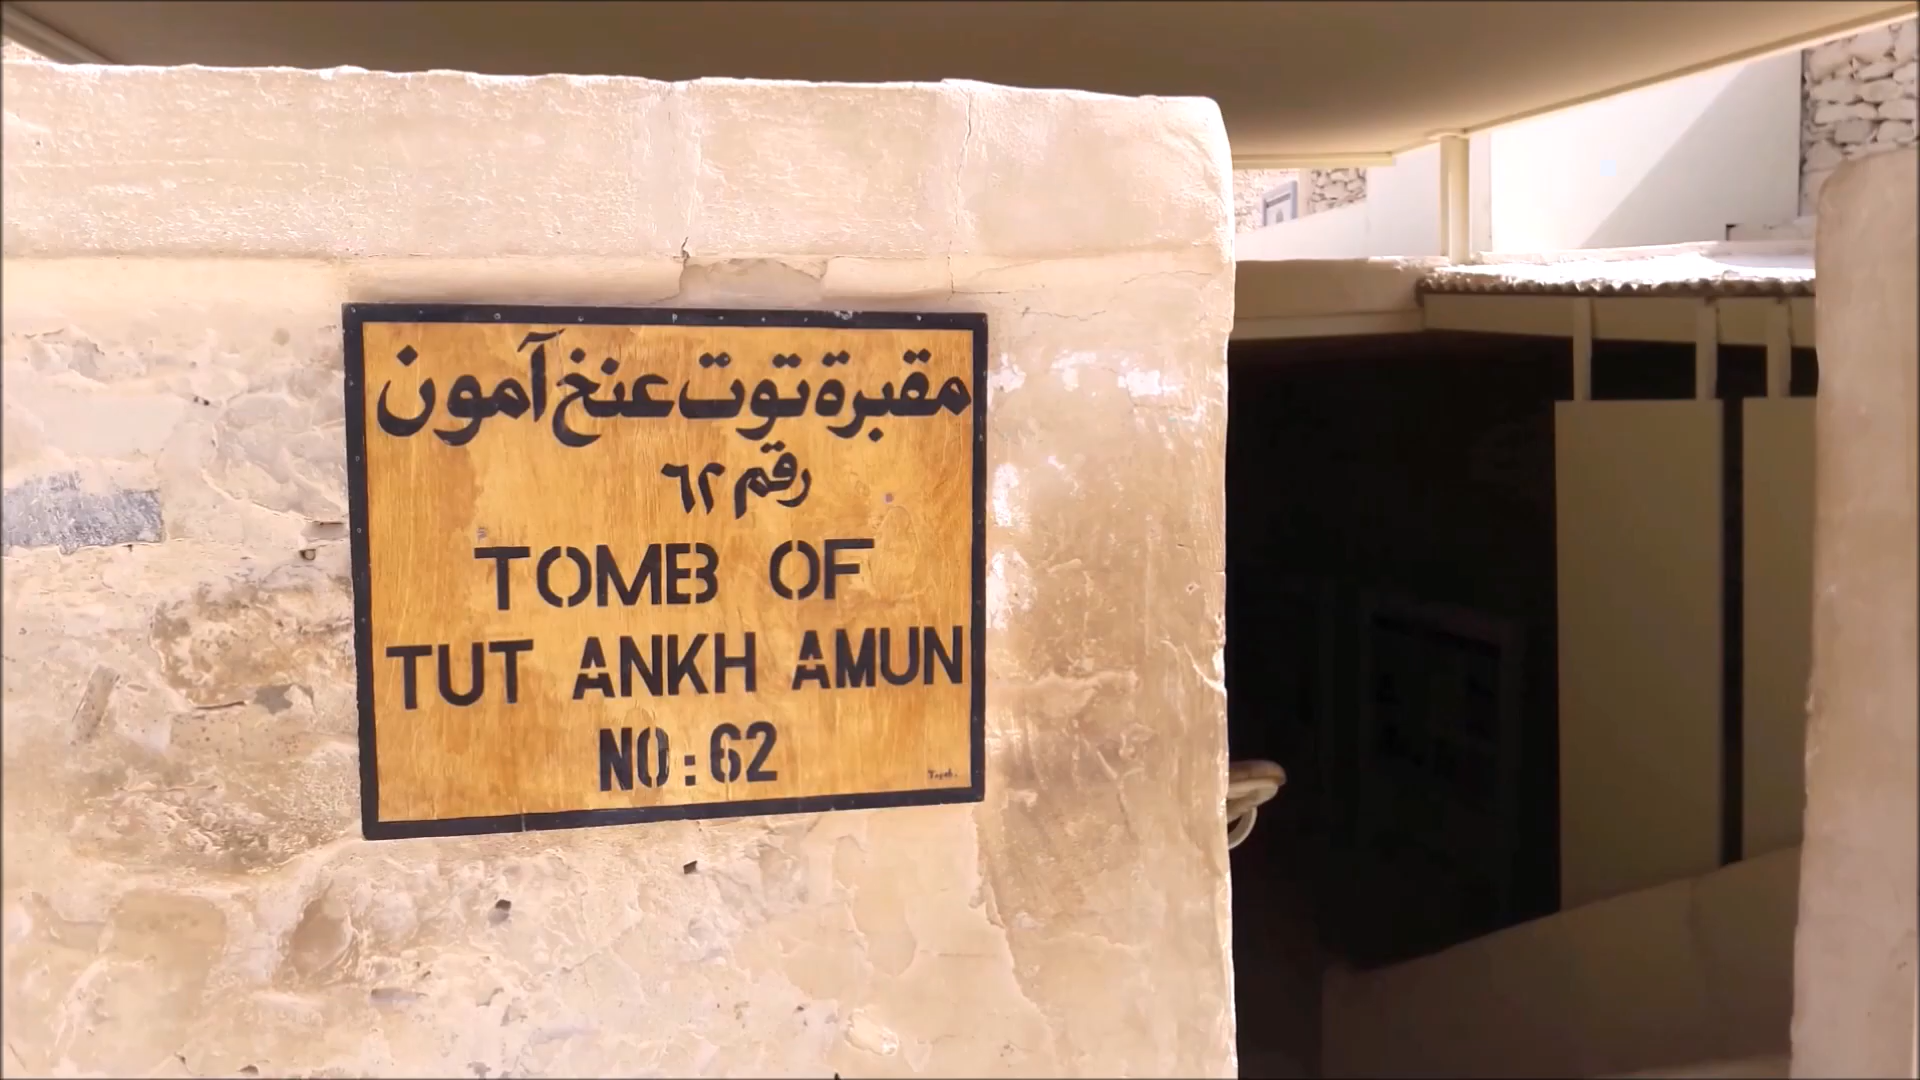 مقبرة توت عنخ آمون
رقم ٦٢
TOMB OF
TUT ANKH AMUN
NO: 62